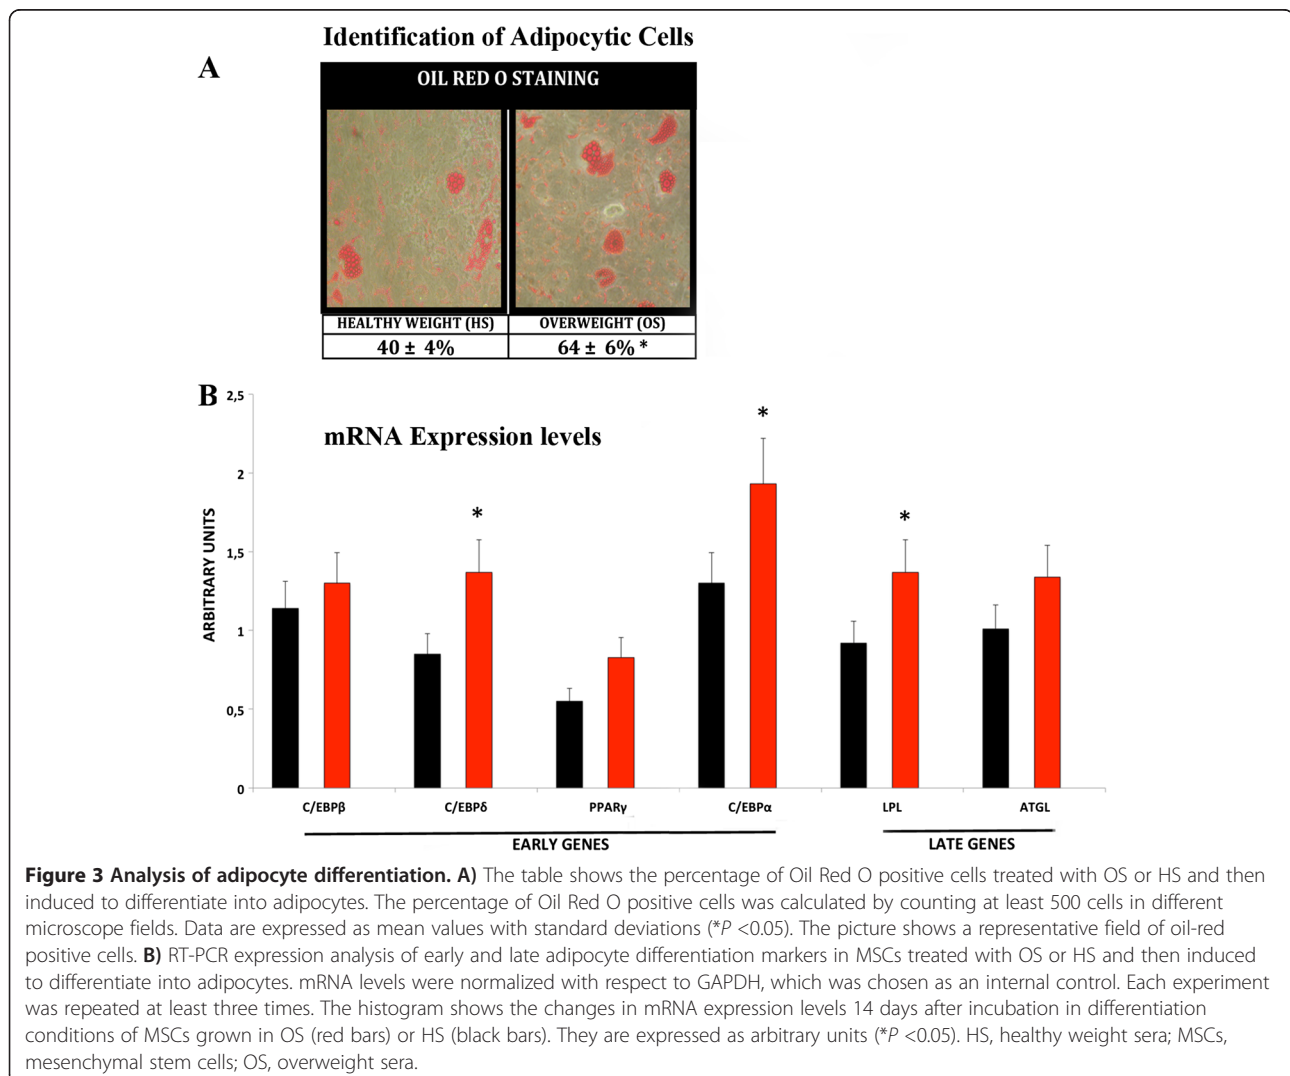 Identification of Adipocytic Cells
A
OIL RED O STAINING
HEALTHY WEIGHT (HS) OVERWEIGHT (OS)
40 ± 4% 64 ± 6% *
B
mRNA Expression levels
ARBITRARY UNITS
2,5
2
1,5
1
0,5
0
* * *
C/EBPβ C/EBPδ PPARγ C/EBPα LPL ATGL
EARLY GENES LATE GENES
Figure 3 Analysis of adipocyte differentiation. A) The table shows the percentage of Oil Red O positive cells treated with OS or HS and then
induced to differentiate into adipocytes. The percentage of Oil Red O positive cells was calculated by counting at least 500 cells in different
microscope fields. Data are expressed as mean values with standard deviations (*P <0.05). The picture shows a representative field of oil-red
positive cells. B) RT-PCR expression analysis of early and late adipocyte differentiation markers in MSCs treated with OS or HS and then induced
to differentiate into adipocytes. mRNA levels were normalized with respect to GAPDH, which was chosen as an internal control. Each experiment
was repeated at least three times. The histogram shows the changes in mRNA expression levels 14 days after incubation in differentiation
conditions of MSCs grown in OS (red bars) or HS (black bars). They are expressed as arbitrary units (*P <0.05). HS, healthy weight sera; MSCs,
mesenchymal stem cells; OS, overweight sera.